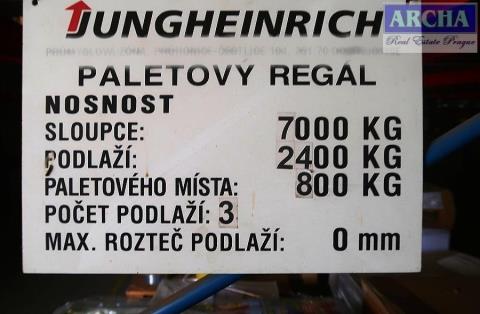 JUNGHEINRICH
ARCHA
Real Estate Prague
PALETOVY REGÁL
NOSNOST
SLOUPCE: 7000 KG
PODLAŽÍ: 2400 KG
PALETOVÉHO MÍSTA: 800 KG
POČET PODLAŽÍ: 3
MAX. ROZTEČ PODLAŽÍ: 0 mm